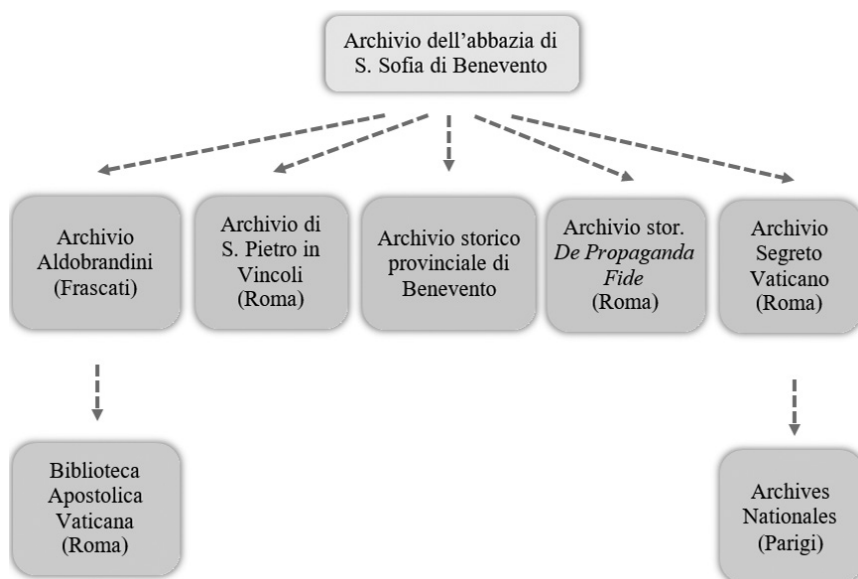 Archivio dell'abbazia di
S. Sofia di Benevento
Archivio
Aldobrandini
(Frascati)
Archivio di
S. Pietro in
Vincoli
(Roma)
Archivio storico
provinciale di
Benevento
Archivio stor.
De Propaganda
Fide
(Roma)
Archivio
Segreto
Vaticano
(Roma)
Biblioteca
Apostolica
Vaticana
(Roma)
Archives
Nationales
(Parigi)